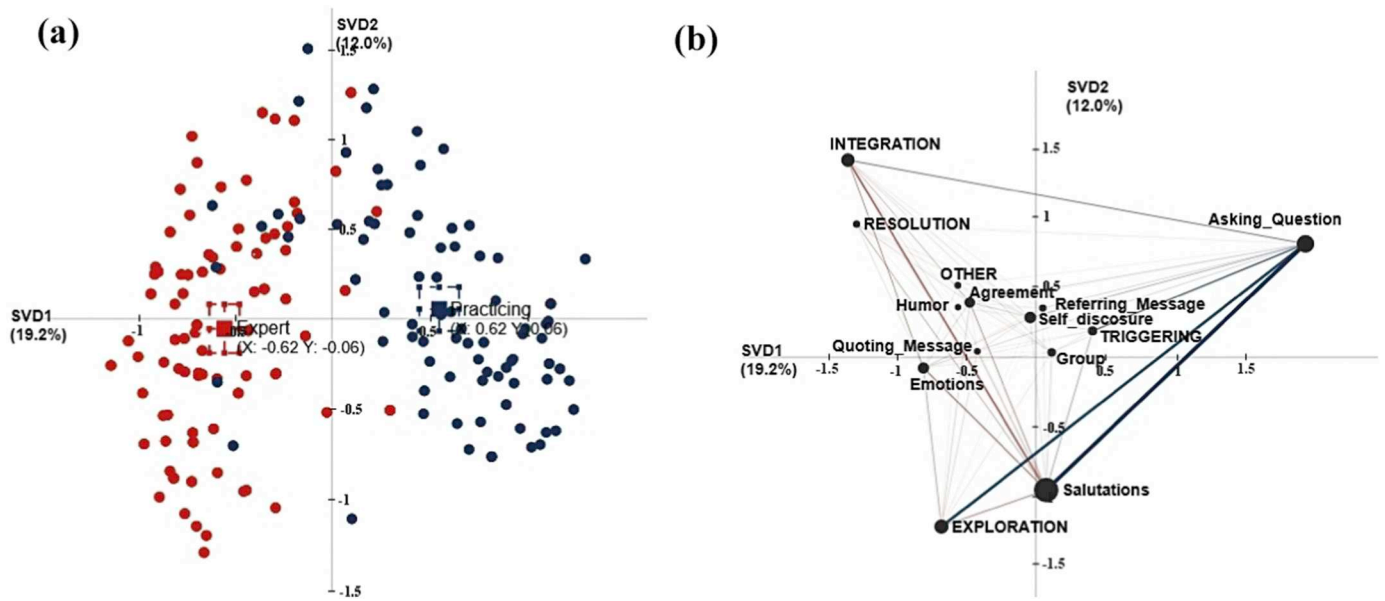 (a)
SVD2
(12.0%)
1.5
1
0.5
SVD1
(19.2%)
-1
Expert
(X: -0.62 Y: -0.06)
Practicing
-0.5
-1
-1.5
(b)
SVD2
(12.0%)
INTEGRATION
1.5
RESOLUTION
1
Asking_Question
OTHER
0.5
Agreement
Humor
Referring_Message
Self_discosure
TRIGGERING
Quoting_Message
Group
SVD1
(19.2%)
-1.5
-1
-0.5
0.5
1
1.5
Emotions
-0.5
Salutations
EXPLORATION
-1.5